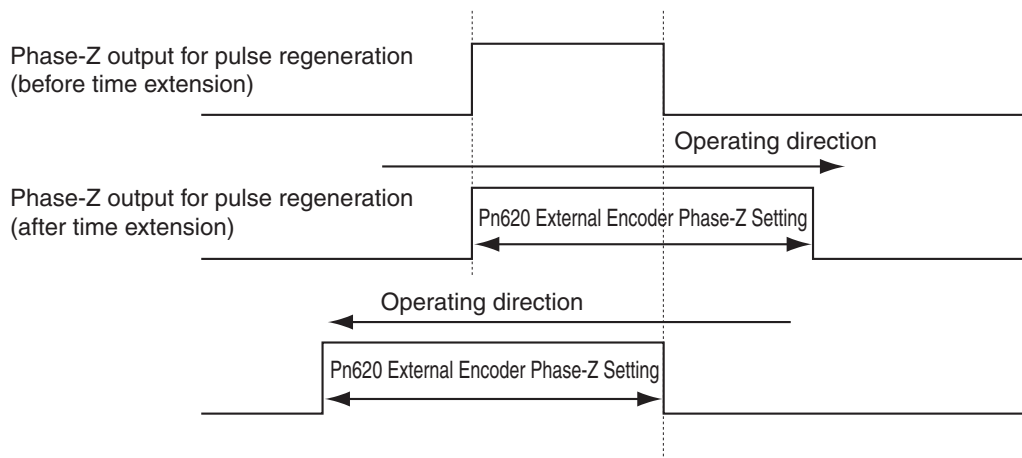 Phase-Z output for pulse regeneration
(before time extension)
Operating direction
Phase-Z output for pulse regeneration
(after time extension)
Pn620 External Encoder Phase-Z Setting
Operating direction
Pn620 External Encoder Phase-Z Setting